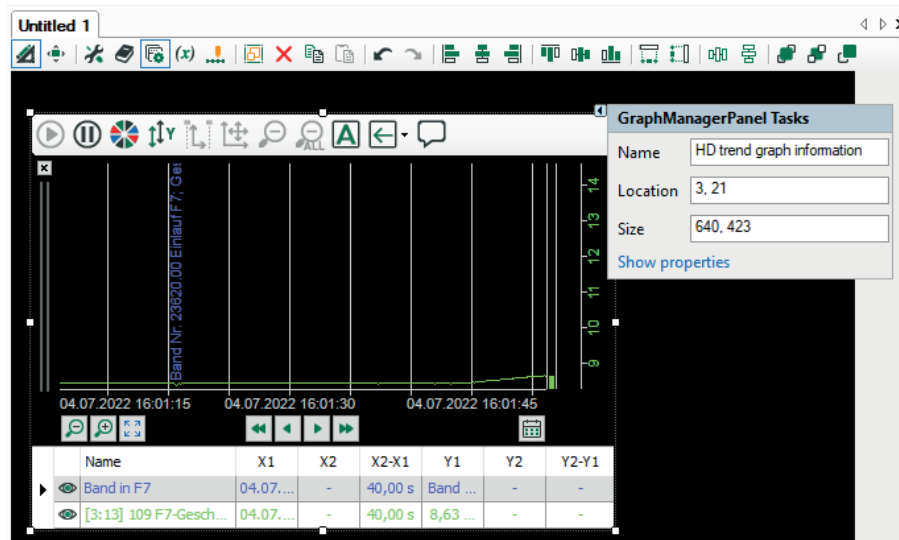 Untitled 1
(x)
GraphManagerPanel Tasks
Name HD trend graph information
Location 3, 21
Size 640, 423
Show properties
Y
ALL
A
Band Nr. 23620.00 Einlauf F7; Ges
14
13
12
11
10
9
04.07.2022 16:01:15 04.07.2022 16:01:30 04.07.2022 16:01:45
Name X1 X2 X2-X1 Y1 Y2 Y2-Y1
Band in F7 04.07.... - 40,00 s Band ... - -
[3:13] 109 F7-Gesch... 04.07.... - 40,00 s 8,63 ... - -